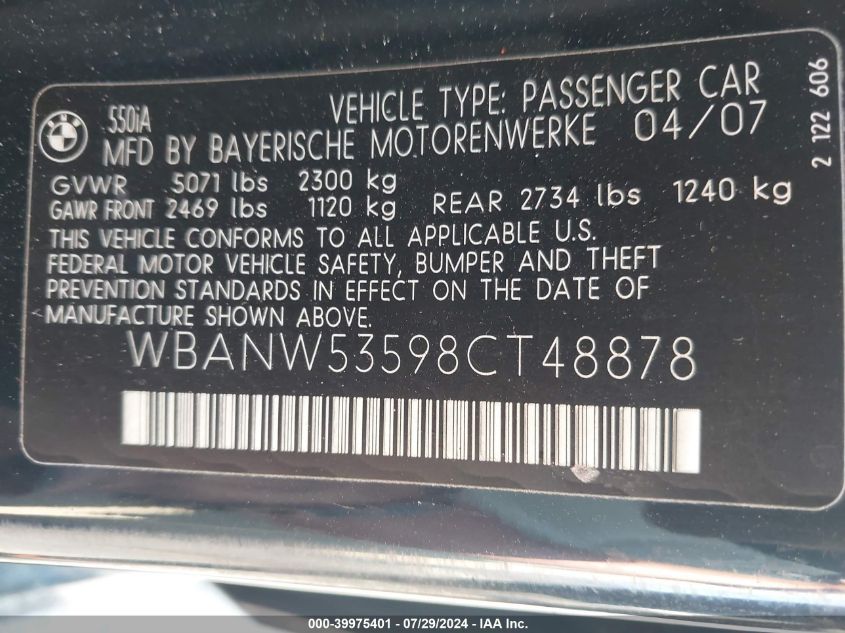 550iA VEHICLE TYPE: PASSENGER CAR
MFD BY BAYERISCHE MOTORENWERKE 04/07
GVWR 5071 lbs 2300 kg
GAWR FRONT 2469 lbs 1120 kg REAR 2734 lbs 1240 kg
THIS VEHICLE CONFORMS TO ALL APPLICABLE U.S.
FEDERAL MOTOR VEHICLE SAFETY, BUMPER AND THEFT
PREVENTION STANDARDS IN EFFECT ON THE DATE OF
MANUFACTURE SHOWN ABOVE.
WBANW53598CT48878
2 122 606
000-39975401 - 07/29/2024 - IAA Inc.